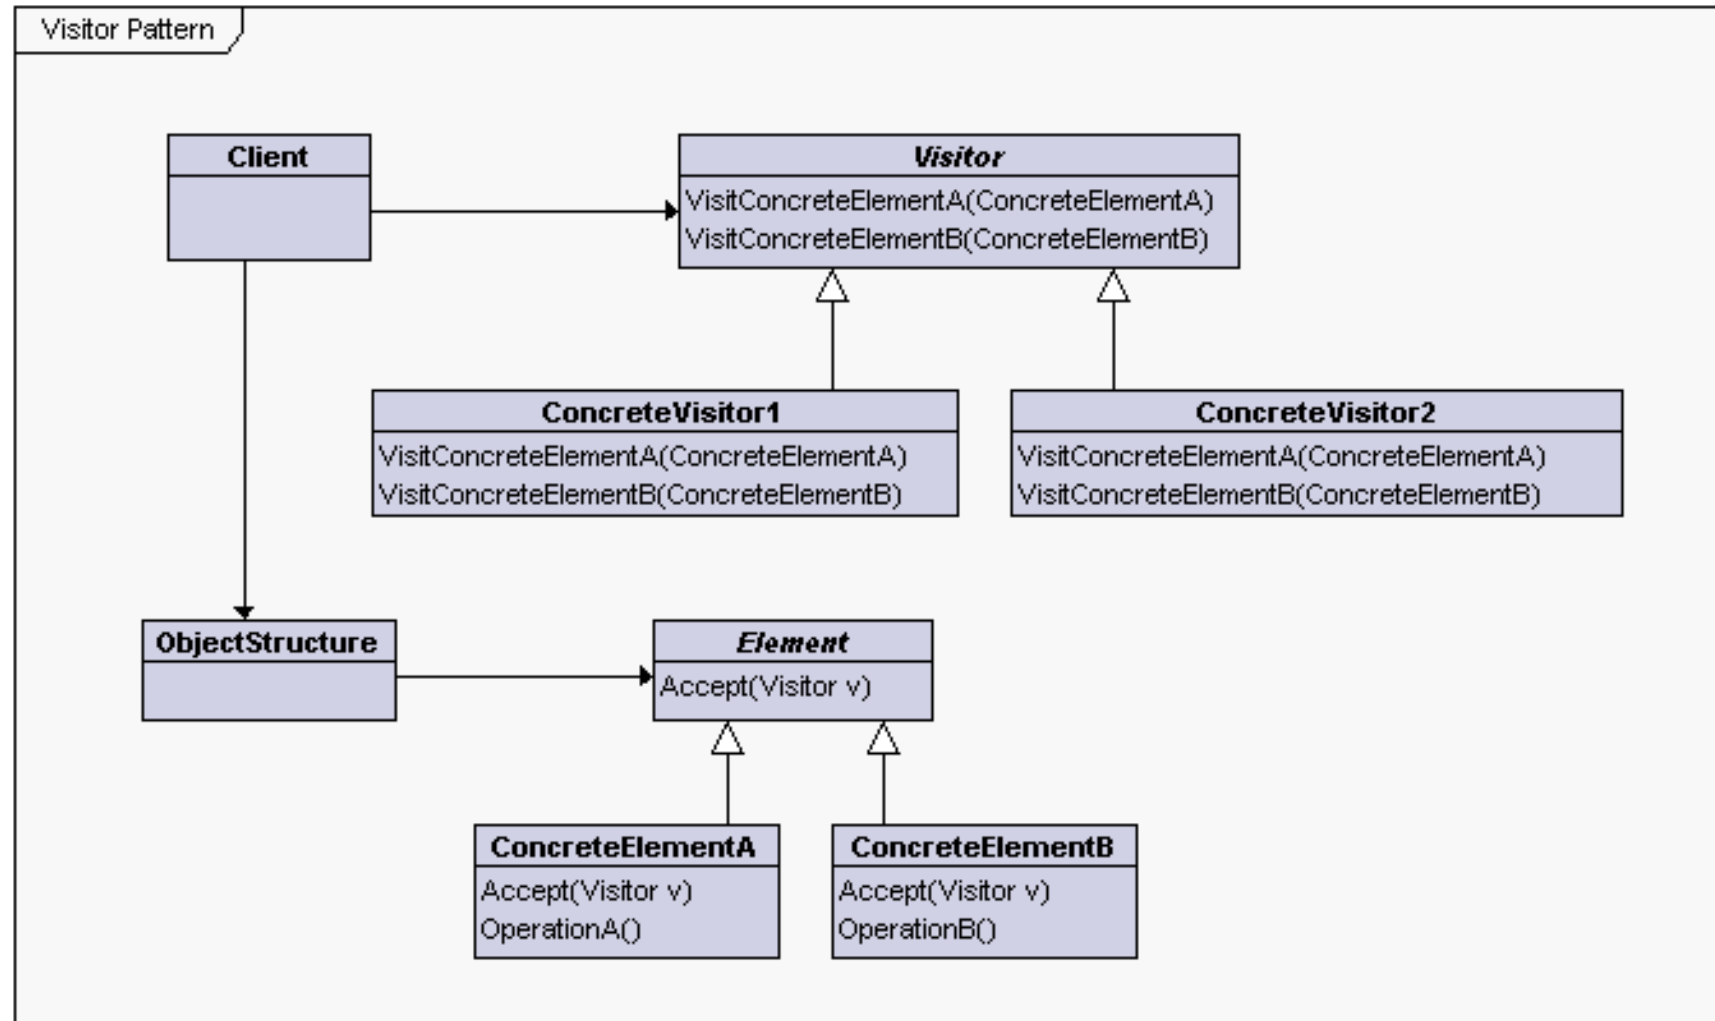 Visitor Pattern
Client
Visitor
VisitConcreteElementA(ConcreteElementA)
VisitConcreteElementB(ConcreteElementB)
ConcreteVisitor1
VisitConcreteElementA(ConcreteElementA)
VisitConcreteElementB(ConcreteElementB)
ConcreteVisitor2
VisitConcreteElementA(ConcreteElementA)
VisitConcreteElementB(ConcreteElementB)
ObjectStructure
Element
Accept(Visitor v)
ConcreteElementA
Accept(Visitor v)
OperationA()
ConcreteElementB
Accept(Visitor v)
OperationB()